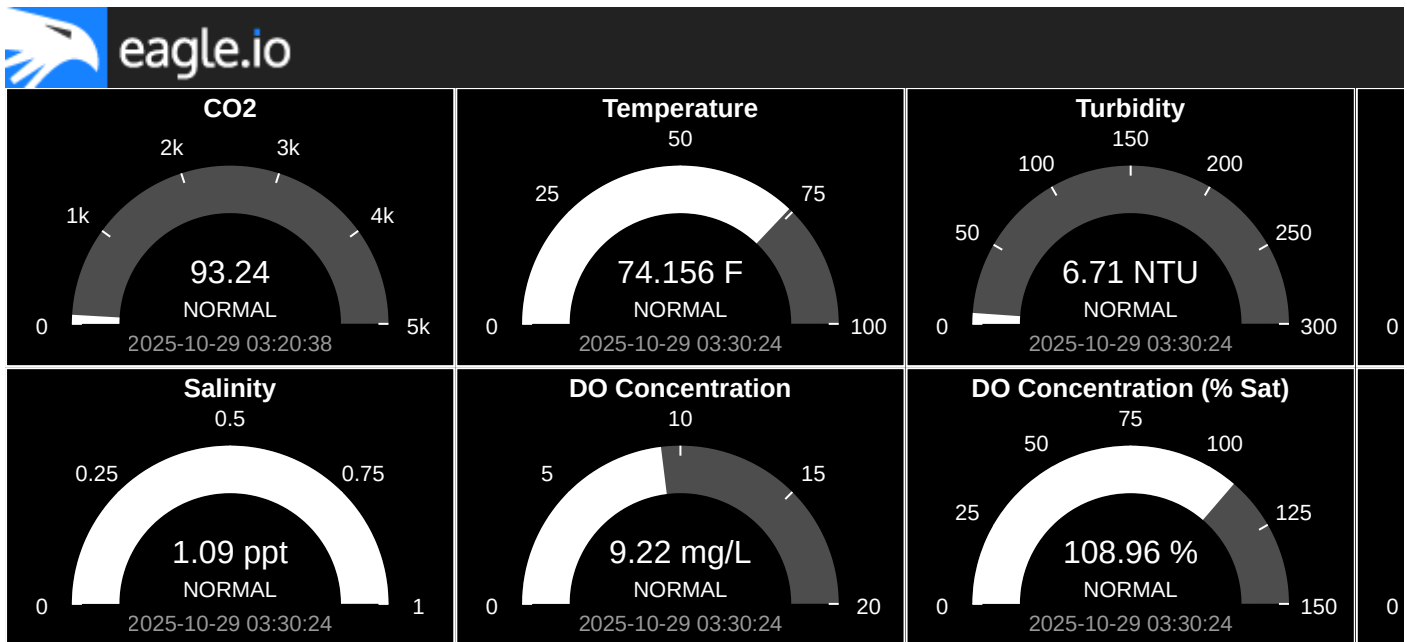 eagle.io
CO2
2k 3k
1k 4k
93.24
NORMAL
0 5k
2025-10-29 03:20:38
Temperature
50
25 75
74.156 F
NORMAL
0 100
2025-10-29 03:30:24
Turbidity
150
100 200
50 250
6.71 NTU
NORMAL
0 300
2025-10-29 03:30:24
0
Salinity
0.5
0.25 0.75
1.09 ppt
NORMAL
0 1
2025-10-29 03:30:24
DO Concentration
10
5 15
9.22 mg/L
NORMAL
0 20
2025-10-29 03:30:24
DO Concentration (% Sat)
75
50 100
25 125
108.96 %
NORMAL
0 150
2025-10-29 03:30:24
0